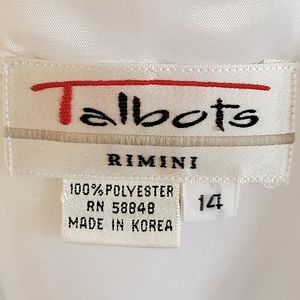 Talbots
RIMINI
100% POLYESTER
RN 58848
MADE IN KOREA
14